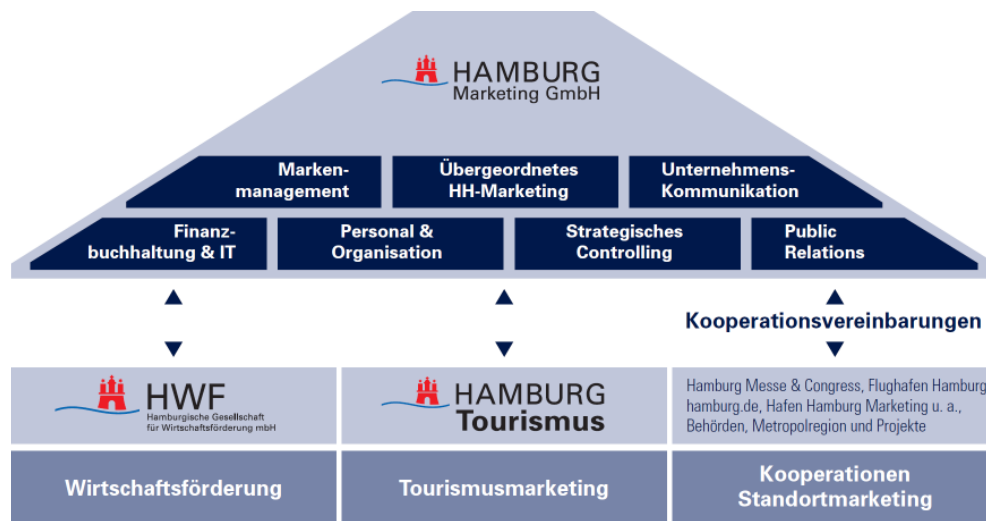 HAMBURG
Marketing GmbH
Marken-
management
Übergeordnetes
HH-Marketing
Unternehmens-
Kommunikation
Finanz-
buchhaltung & IT
Personal &
Organisation
Strategisches
Controlling
Public
Relations
Kooperationsvereinbarungen
HWF
Hamburgische Gesellschaft
für Wirtschaftsförderung mbH
HAMBURG
Tourismus
Hamburg Messe & Congress, Flughafen Hamburg
hamburg.de, Hafen Hamburg Marketing u. a.,
Behörden, Metropolregion und Projekte
Wirtschaftsförderung
Tourismusmarketing
Kooperationen
Standortmarketing